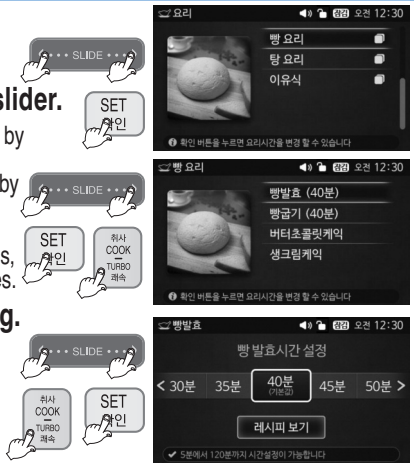 요리 잠김 오전 12:30
SLIDE
빵 요리
탕 요리
이유식
slider.
SET
확인
by
확인 버튼을 누르면 요리시간을 변경 할 수 있습니다
빵 요리 잠김 오전 12:30
by
SLIDE
빵발효 (40분)
빵굽기 (40분)
버터초콜릿케익
생크림케익
s,
es.
SET
확인
취사
COOK
TURBO
쾌속
확인 버튼을 누르면 요리시간을 변경 할 수 있습니다
g.
빵발효 잠김 오전 12:30
SLIDE
빵 발효시간 설정
< 30분 35분 40분 45분 50분 >
(기본값)
취사
COOK
TURBO
쾌속
SET
확인
레시피 보기
5분에서 120분까지 시간설정이 가능합니다